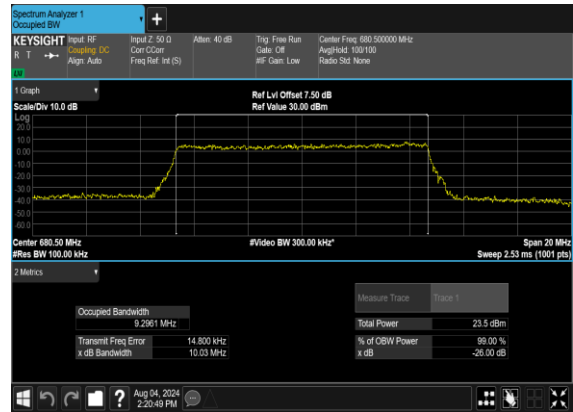 Spectrum Analyzer 1
Occupied BW
+
KEYSIGHT
R T
LXI
Input: RF
Coupling: DC
Align: Auto
Input Z: 50 Ω
Corr CCorr
Freq Ref: Int (S)
Atten: 40 dB
Trig: Free Run
Gate: Off
#IF Gain: Low
Center Freq: 680.500000 MHz
Avg|Hold: 100/100
Radio Std: None
1 Graph
Scale/Div 10.0 dB
Ref Lvl Offset 7.50 dB
Ref Value 30.00 dBm
Log
20.0
10.0
0.00
-10.0
-20.0
-30.0
-40.0
-50.0
-60.0
Center 680.50 MHz
#Res BW 100.00 kHz
#Video BW 300.00 kHz*
Span 20 MHz
Sweep 2.53 ms (1001 pts)
2 Metrics
Measure Trace Trace 1
Occupied Bandwidth
9.2961 MHz
Total Power 23.5 dBm
Transmit Freq Error 14.800 kHz
% of OBW Power 99.00 %
x dB Bandwidth 10.03 MHz
x dB -26.00 dB
?
Aug 04, 2024
2:20:49 PM